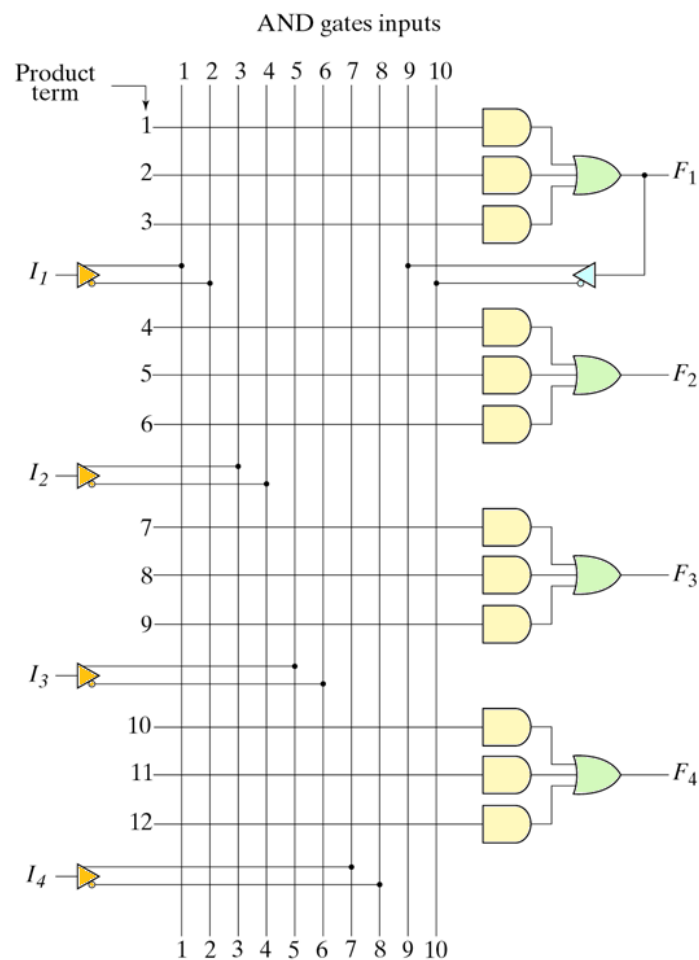 AND gates inputs
Product
term
1 2 3 4 5 6 7 8 9 10
1
2
F₁
3
I₁
4
5
F₂
6
I₂
7
8
F₃
9
I₃
10
11
F₄
12
I₄
1 2 3 4 5 6 7 8 9 10